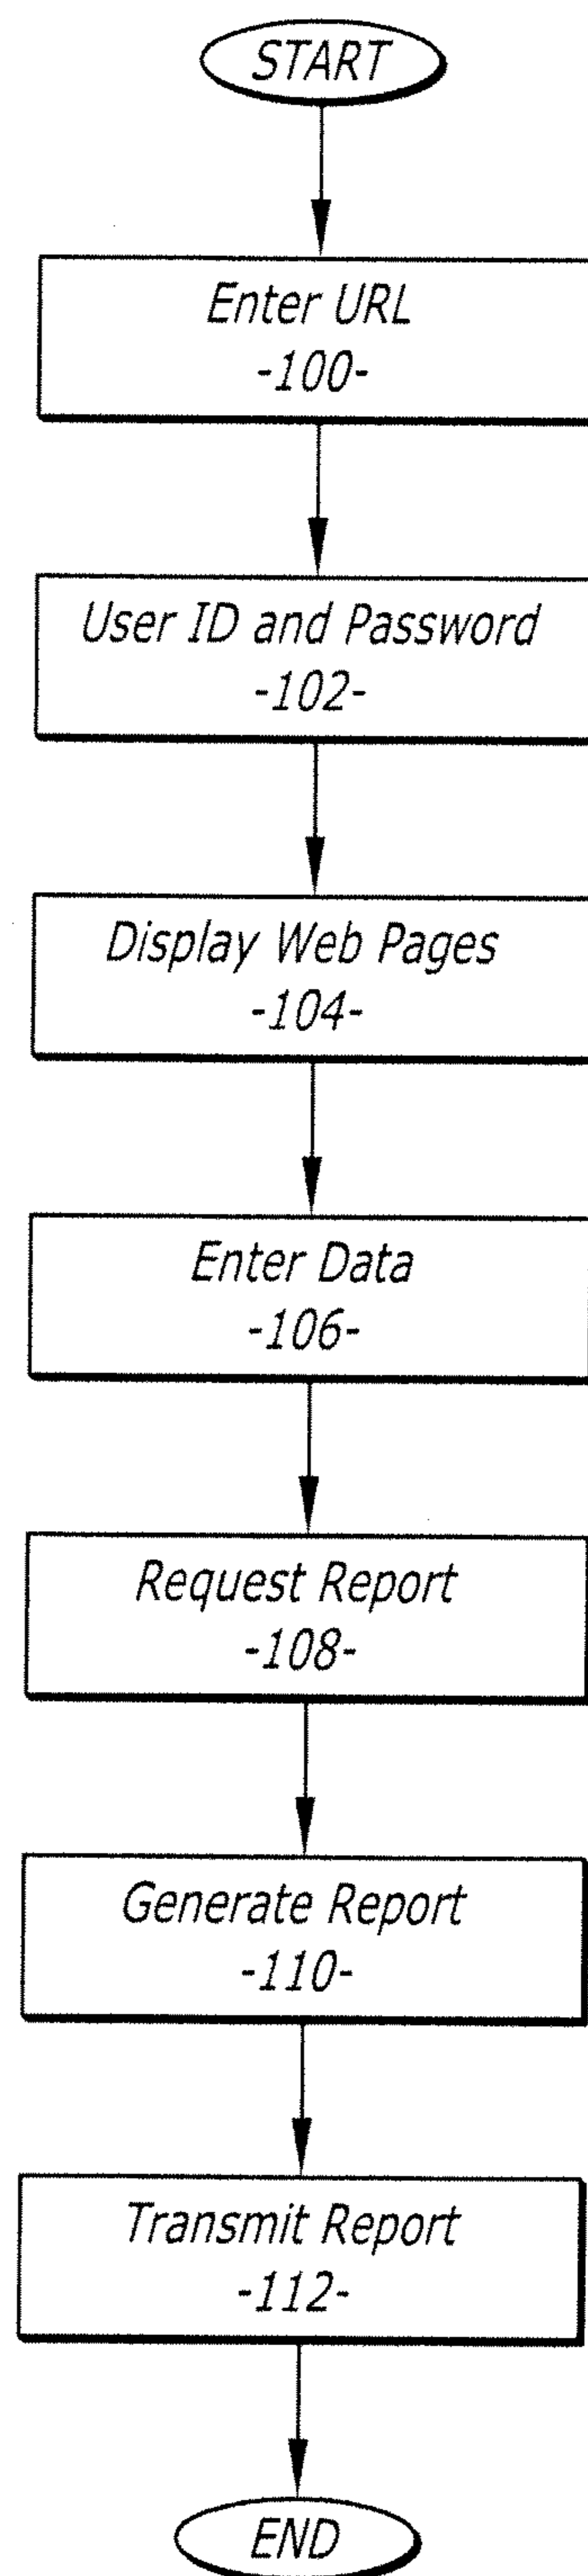 START
Enter URL
-100-
User ID and Password
-102-
Display Web Pages
-104-
Enter Data
-106-
Request Report
-108-
Generate Report
-110-
Transmit Report
-112-
END